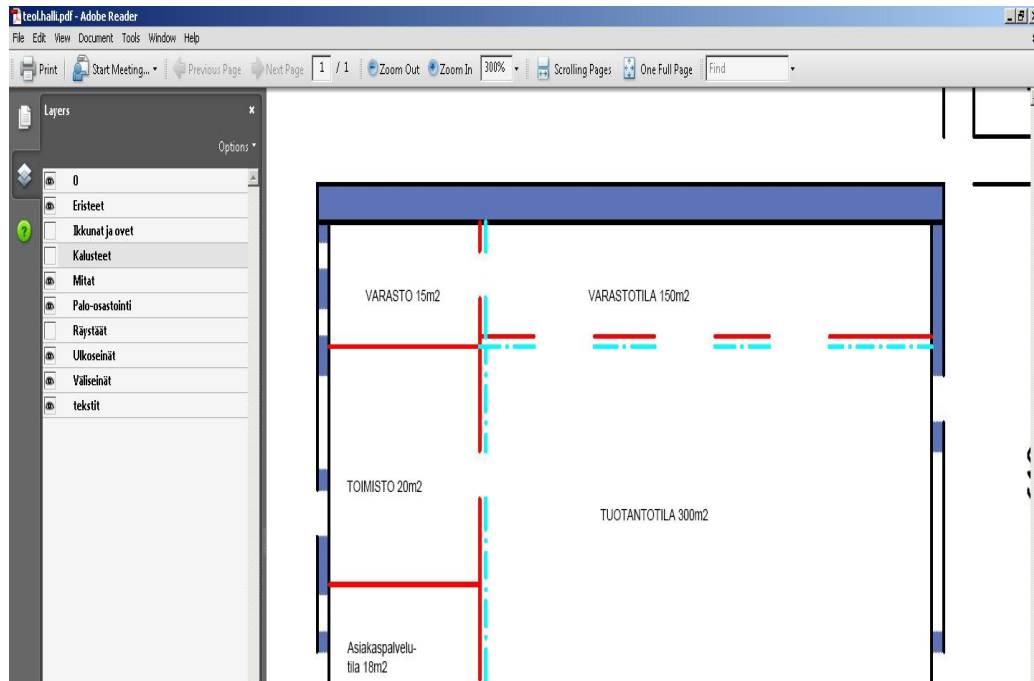 teol.halli.pdf - Adobe Reader
File Edit View Document Tools Window Help
Print Start Meeting... Previous Page Next Page 1 / 1 Zoom Out Zoom In 300% Scrolling Pages One Full Page Find
Layers
Options
0
Eristeet
Ikkunat ja ovet
Kalusteet
Mitat
Palo-osastointi
Räystäät
Ulkoseinät
Väliseinät
tekstit
VARASTO 15m2
VARASTOTILA 150m2
TOIMISTO 20m2
TUOTANTOTILA 300m2
Asiakaspalvelu-
tila 18m2